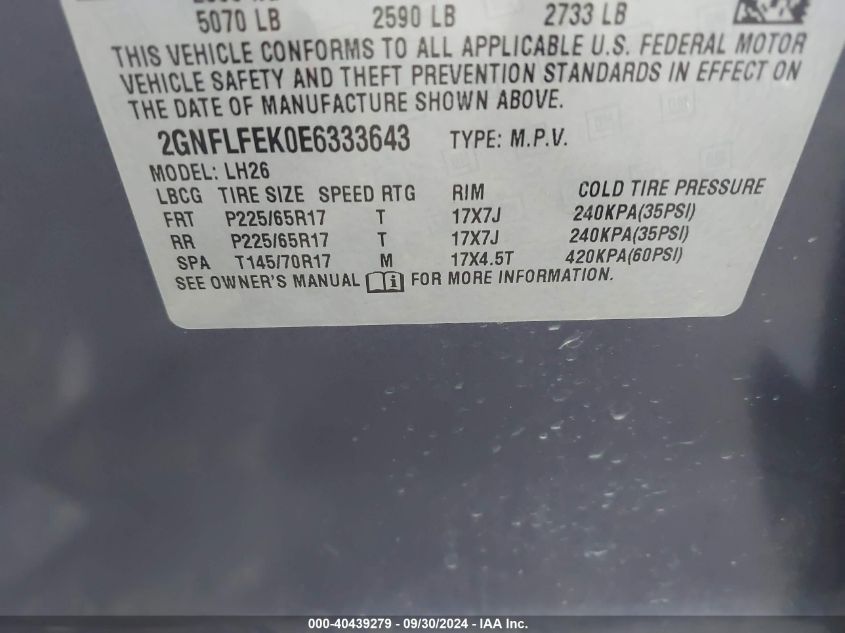 5070 LB 2590 LB 2733 LB
THIS VEHICLE CONFORMS TO ALL APPLICABLE U.S. FEDERAL MOTOR
VEHICLE SAFETY AND THEFT PREVENTION STANDARDS IN EFFECT ON
THE DATE OF MANUFACTURE SHOWN ABOVE.
2GNFLFEK0E6333643 TYPE: M.P.V.
MODEL: LH26
LBCG TIRE SIZE SPEED RTG RIM COLD TIRE PRESSURE
FRT P225/65R17 T 17X7J 240KPA(35PSI)
RR P225/65R17 T 17X7J 240KPA(35PSI)
SPA T145/70R17 M 17X4.5T 420KPA(60PSI)
SEE OWNER'S MANUAL i FOR MORE INFORMATION.
000-40439279 - 09/30/2024 - IAA Inc.